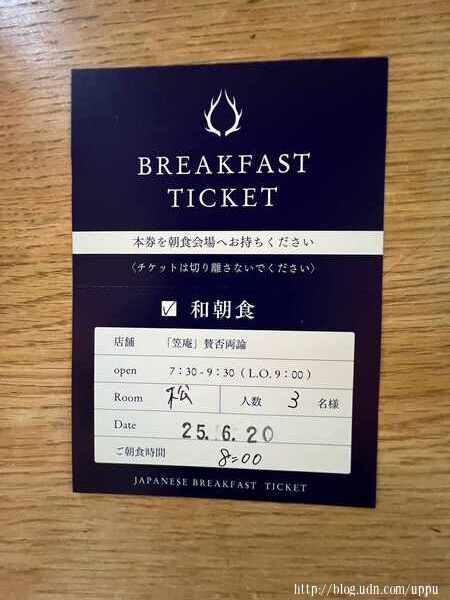 BREAKFAST
TICKET
本券を朝食会場へお持ちください
〈チケットは切り離さないでください〉
☑ 和朝食
店舗 「笠庵」賛否両論
open 7:30 - 9:30 ( L.O. 9:00 )
Room 松 人数 3 名様
Date 25.6.20
ご朝食時間 8=00
JAPANESE BREAKFAST TICKET
http://blog.udn.com/uppu